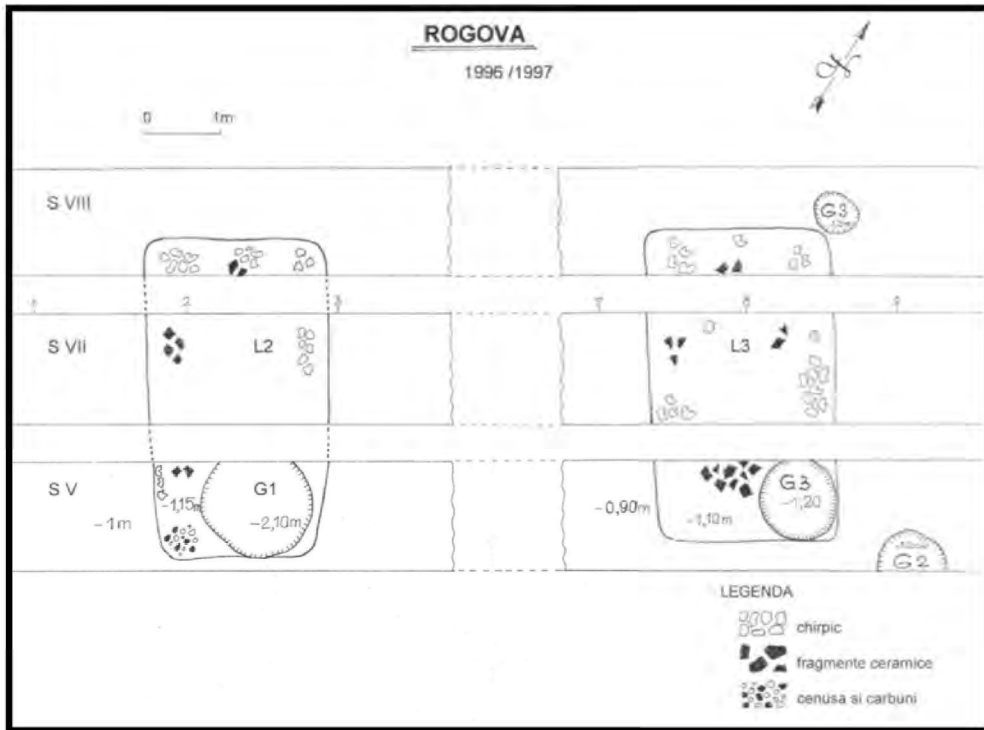 ROGOVA
1996 /1997
0 1m
S VIII
G3
1 2 3 7 8 9
S VII
L2
L3
S V
-1m
-1,15m
G1
-2,10m
-0,90m
-1,10m
G3
-1,20
G2
LEGENDA
chirpic
fragmente ceramice
cenusa si carbuni